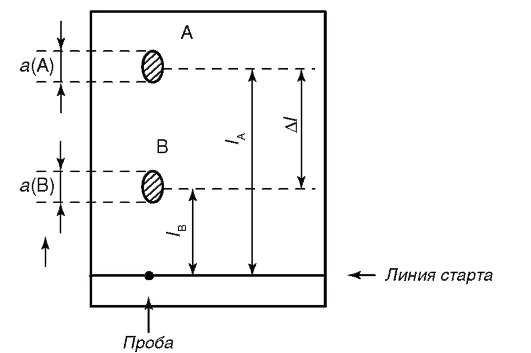 A
a(A)
Δl
l_A
B
a(B)
l_B
Линия старта
Проба